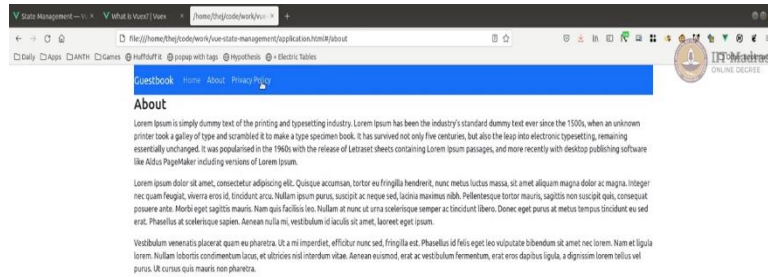 State Management — Vu
What is Vuex? | Vuex
/home/thej/code/work/vue-
file:///home/thej/code/work/vue-state-management/application.html#/about
Daily Apps ANTH Games Huffduff it popup with tags Hypothesis + Electric Tables
IIT Madras
ONLINE DEGREE
Guestbook Home About Privacy Policy
About
Lorem Ipsum is simply dummy text of the printing and typesetting industry. Lorem Ipsum has been the industry's standard dummy text ever since the 1500s, when an unknown
printer took a galley of type and scrambled it to make a type specimen book. It has survived not only five centuries, but also the leap into electronic typesetting, remaining
essentially unchanged. It was popularised in the 1960s with the release of Letraset sheets containing Lorem Ipsum passages, and more recently with desktop publishing software
like Aldus PageMaker including versions of Lorem Ipsum.
Lorem ipsum dolor sit amet, consectetur adipiscing elit. Quisque accumsan, tortor eu fringilla hendrerit, nunc metus luctus massa, sit amet aliquam magna dolor ac magna. Integer
nec quam feugiat, viverra eros id, tincidunt arcu. Nullam ipsum purus, suscipit ac neque sed, lacinia maximus nibh. Pellentesque tortor mauris, sagittis non suscipit quis, consequat
posuere ante. Morbi eget sagittis mauris. Nam quis facilisis leo. Nullam at nunc ut urna scelerisque semper ac tincidunt libero. Donec eget purus at metus tempus tincidunt eu sed
erat. Phasellus at scelerisque sapien. Aenean nulla mi, vestibulum id iaculis sit amet, laoreet eget ipsum.
Vestibulum venenatis placerat quam eu pharetra. Ut a mi imperdiet, efficitur nunc sed, fringilla est. Phasellus id felis eget leo vulputate bibendum sit amet nec lorem. Nam et ligula
lorem. Nullam lobortis condimentum lacus, et ultricies nisl interdum vitae. Aenean euismod, erat ac vestibulum fermentum, erat eros dapibus ligula, a dignissim lorem tellus vel
purus. Ut cursus quis mauris non pharetra.